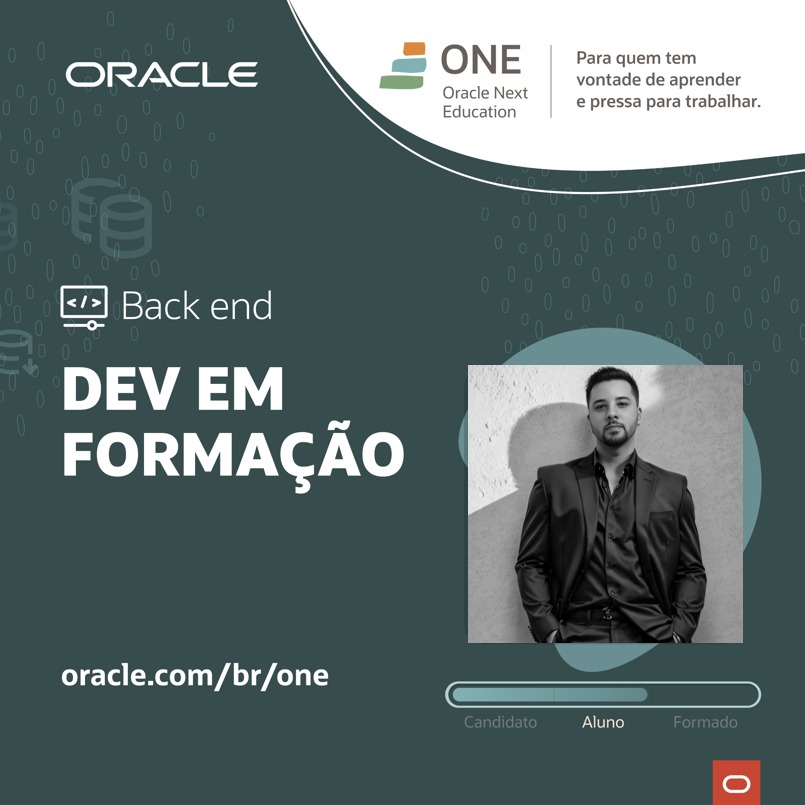 ORACLE
ONE
Oracle Next
Education
Para quem tem
vontade de aprender
e pressa para trabalhar.
</>
Back end
DEV EM
FORMAÇÃO
oracle.com/br/one
Candidato
Aluno
Formado